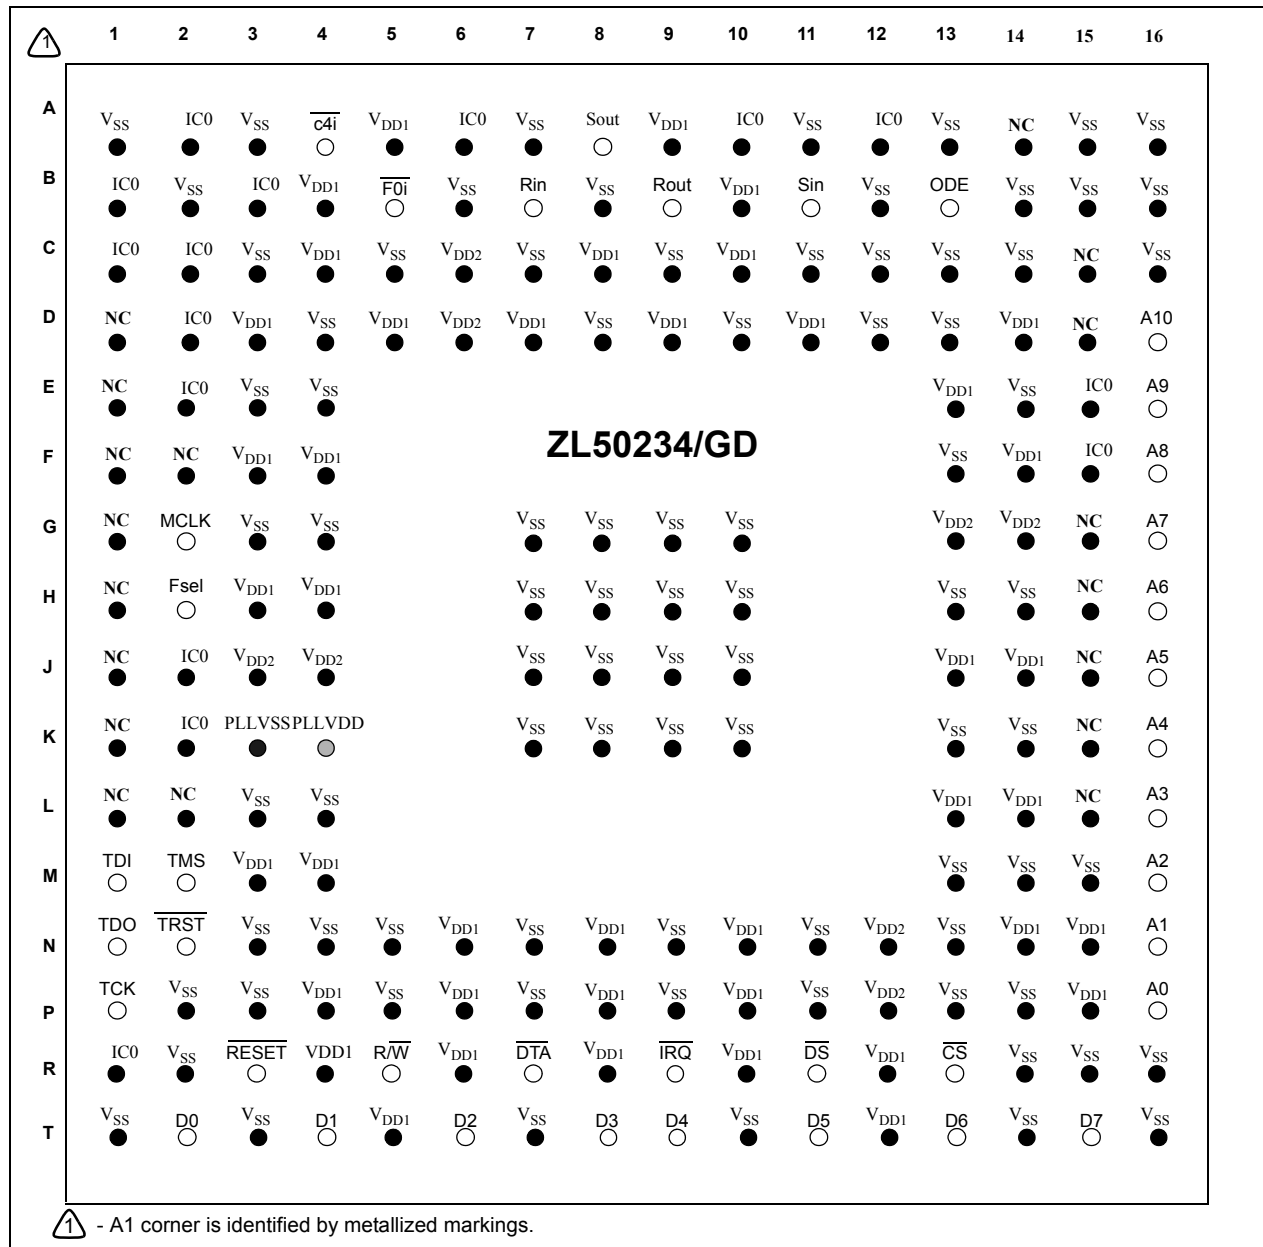 1 1 2 3 4 5 6 7 8 9 10 11 12 13 14 15 16
A VSS IC0 VSS c4i VDD1 IC0 VSS Sout VDD1 IC0 VSS IC0 VSS NC VSS VSS
B IC0 VSS IC0 VDD1 F0i VSS Rin VSS Rout VDD1 Sin VSS ODE VSS VSS VSS
C IC0 IC0 VSS VDD1 VSS VDD2 VSS VDD1 VSS VDD1 VSS VSS VSS VSS NC VSS
D NC IC0 VDD1 VSS VDD1 VDD2 VDD1 VSS VDD1 VSS VDD1 VSS VSS VDD1 NC A10
E NC IC0 VSS VSS VDD1 VSS IC0 A9
ZL50234/GD
F NC NC VDD1 VDD1 VSS VDD1 IC0 A8
G NC MCLK VSS VSS VSS VSS VSS VSS VDD2 VDD2 NC A7
H NC Fsel VDD1 VDD1 VSS VSS VSS VSS VSS VSS NC A6
J NC IC0 VDD2 VDD2 VSS VSS VSS VSS VDD1 VDD1 NC A5
K NC IC0 PLLVSS PLLVDD VSS VSS VSS VSS VSS VSS NC A4
L NC NC VSS VSS VDD1 VDD1 NC A3
M TDI TMS VDD1 VDD1 VSS VSS VSS A2
N TDO TRST VSS VSS VSS VDD1 VSS VDD1 VSS VDD1 VSS VDD2 VSS VDD1 VDD1 A1
P TCK VSS VSS VDD1 VSS VDD1 VSS VDD1 VSS VDD1 VSS VDD2 VSS VSS VDD1 A0
R IC0 VSS RESET VDD1 R/W VDD1 DTA VDD1 IRQ VDD1 DS VDD1 CS VSS VSS VSS
T VSS D0 VSS D1 VDD1 D2 VSS D3 D4 VSS D5 VDD1 D6 VSS D7 VSS
1 - A1 corner is identified by metallized markings.